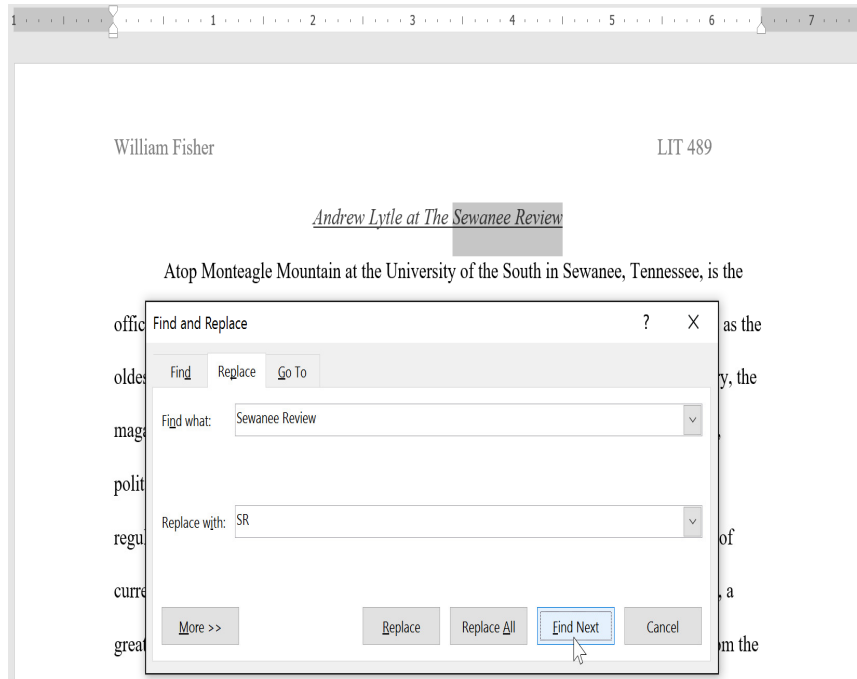 1 1 2 3 4 5 6 7
William Fisher LIT 489
Andrew Lytle at The Sewanee Review
Atop Monteagle Mountain at the University of the South in Sewanee, Tennessee, is the
Find and Replace ? X
as the
Find Replace Go To
the
Find what: Sewanee Review
Replace with: SR
of
a
More >> Replace Replace All Find Next Cancel
the